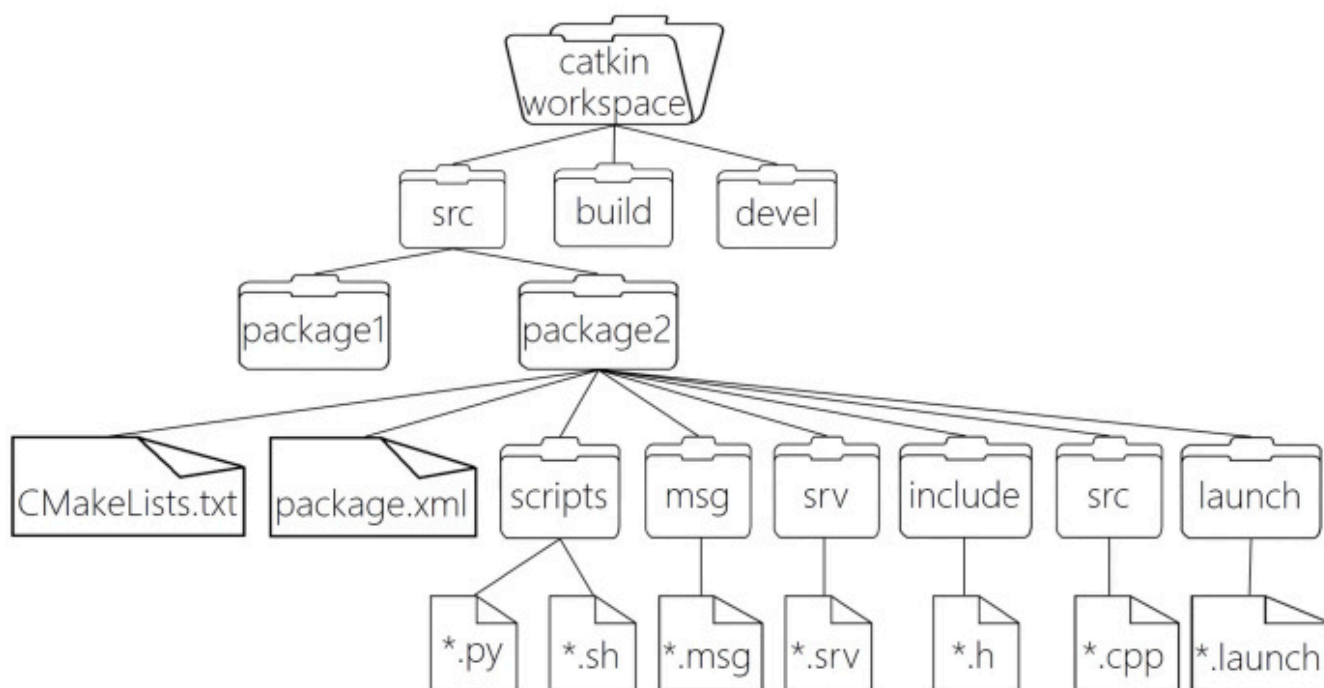 catkin
workspace
src
build
devel
package1
package2
CMakeLists.txt
package.xml
scripts
msg
srv
include
src
launch
*.py
*.sh
*.msg
*.srv
*.h
*.cpp
*.launch